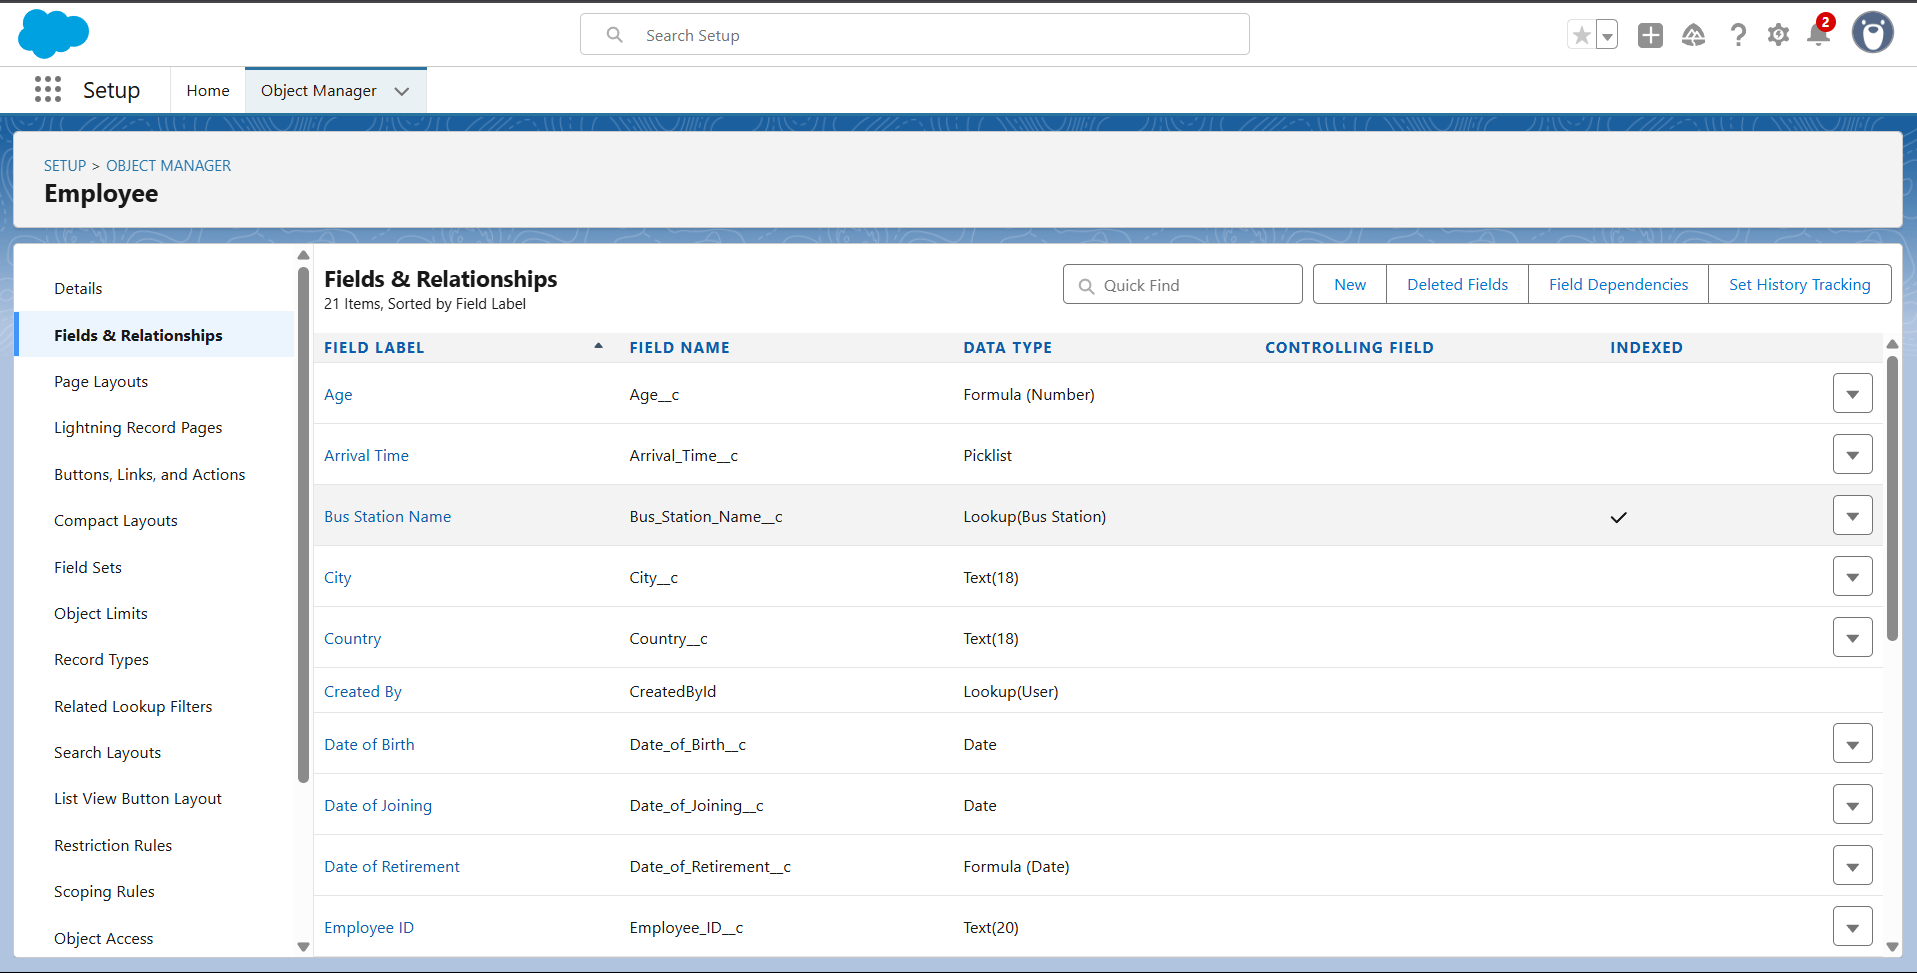 Search Setup
2
Setup
Home
Object Manager
SETUP > OBJECT MANAGER
Employee
Details
Fields & Relationships
Page Layouts
Lightning Record Pages
Buttons, Links, and Actions
Compact Layouts
Field Sets
Object Limits
Record Types
Related Lookup Filters
Search Layouts
List View Button Layout
Restriction Rules
Scoping Rules
Object Access
Fields & Relationships
21 Items, Sorted by Field Label
Quick Find
New
Deleted Fields
Field Dependencies
Set History Tracking
FIELD LABEL FIELD NAME DATA TYPE CONTROLLING FIELD INDEXED
Age Age__c Formula (Number)
Arrival Time Arrival_Time__c Picklist
Bus Station Name Bus_Station_Name__c Lookup(Bus Station)
City City__c Text(18)
Country Country__c Text(18)
Created By CreatedById Lookup(User)
Date of Birth Date_of_Birth__c Date
Date of Joining Date_of_Joining__c Date
Date of Retirement Date_of_Retirement__c Formula (Date)
Employee ID Employee_ID__c Text(20)